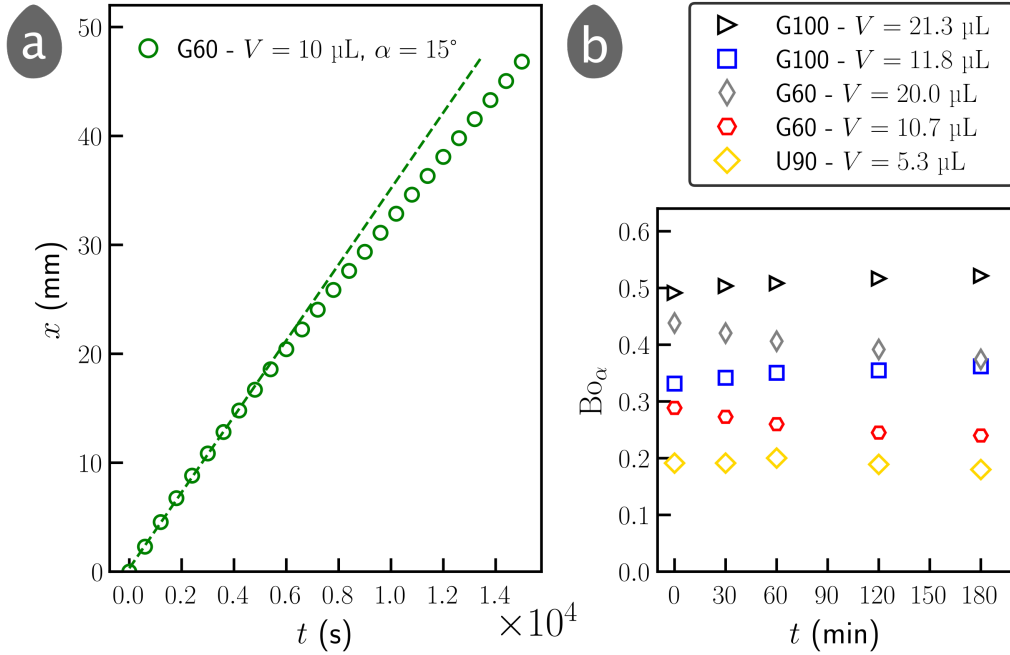 a
G60 - V = 10 µL, α = 15°
50
40
30
20
10
0
x (mm)
0.0 0.2 0.4 0.6 0.8 1.0 1.2 1.4
×10⁴
t (s)
b
G100 - V = 21.3 µL
G100 - V = 11.8 µL
G60 - V = 20.0 µL
G60 - V = 10.7 µL
U90 - V = 5.3 µL
0.6
0.5
0.4
0.3
0.2
0.1
0.0
Boα
0 30 60 90 120 150 180
t (min)